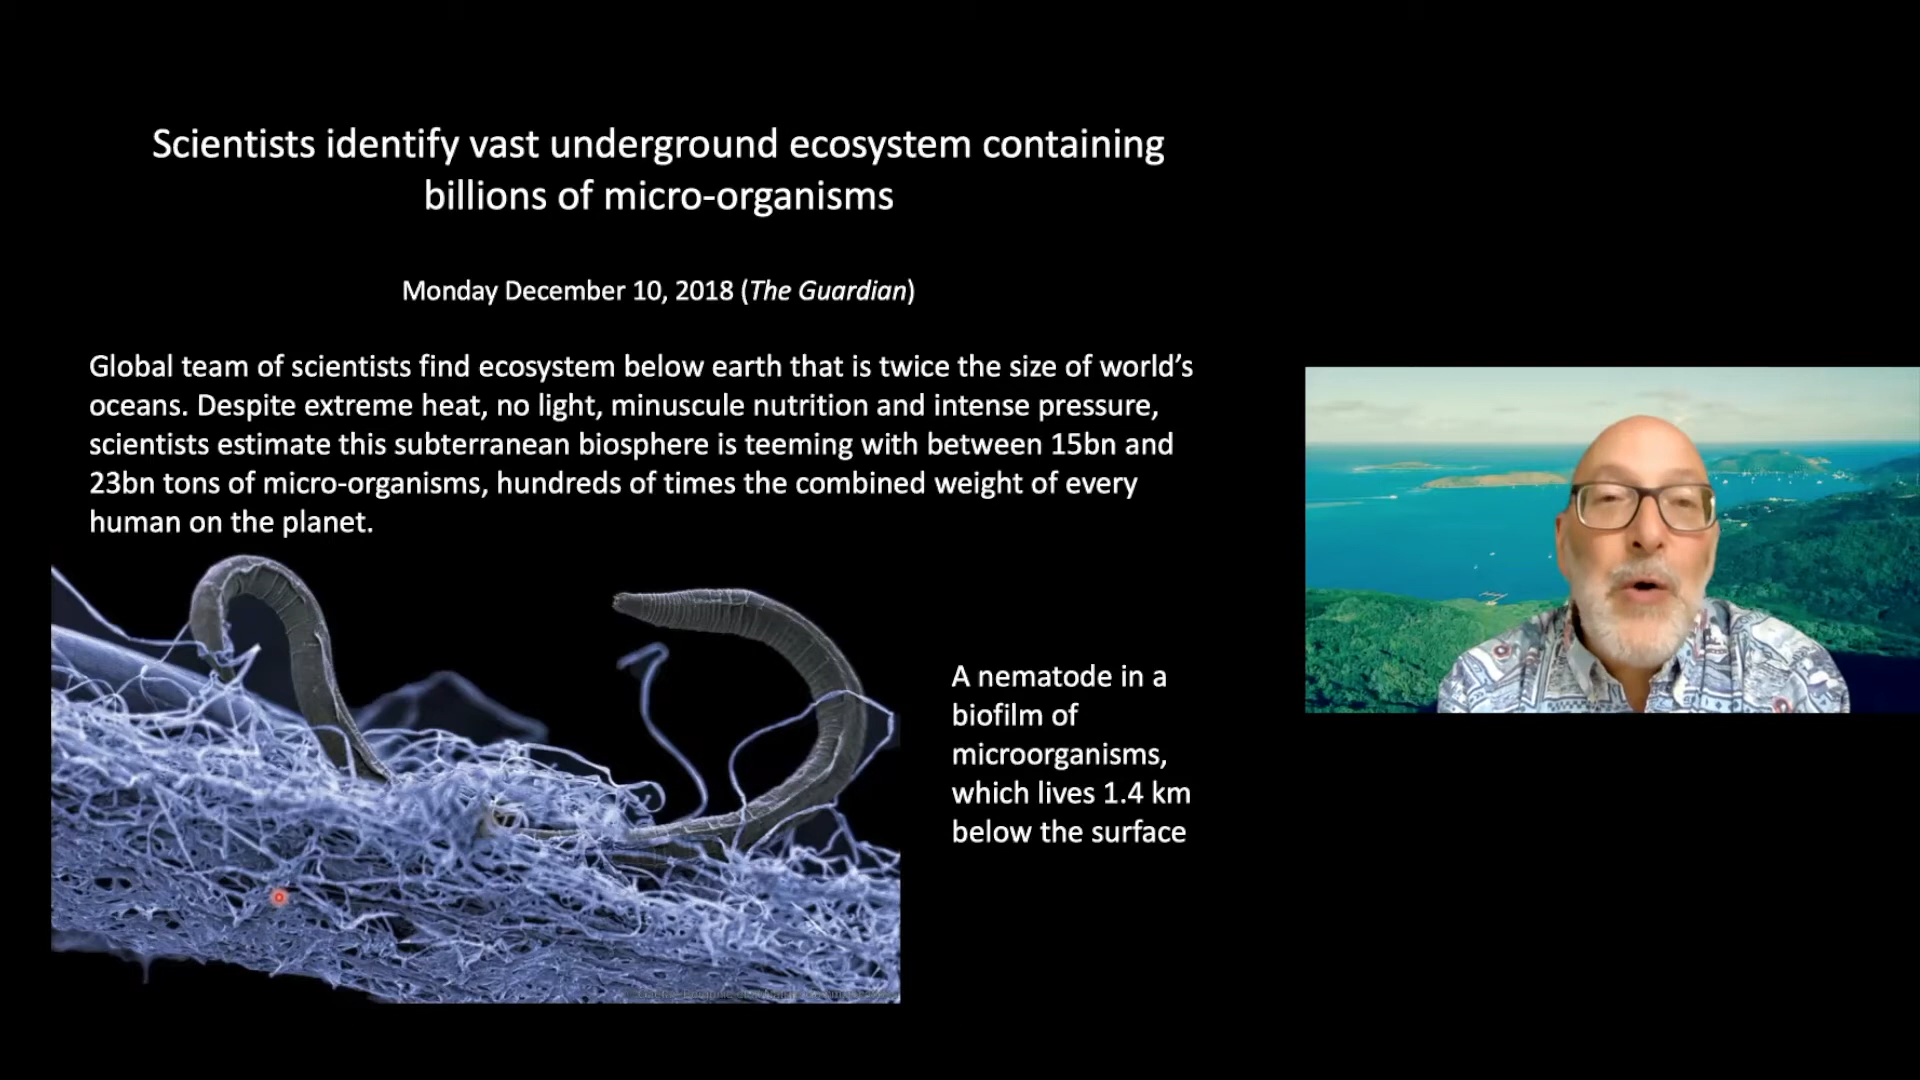 Scientists identify vast underground ecosystem containing
billions of micro-organisms
Monday December 10, 2018 (The Guardian)
Global team of scientists find ecosystem below earth that is twice the size of world’s
oceans. Despite extreme heat, no light, minuscule nutrition and intense pressure,
scientists estimate this subterranean biosphere is teeming with between 15bn and
23bn tons of micro-organisms, hundreds of times the combined weight of every
human on the planet.
A nematode in a
biofilm of
microorganisms,
which lives 1.4 km
below the surface